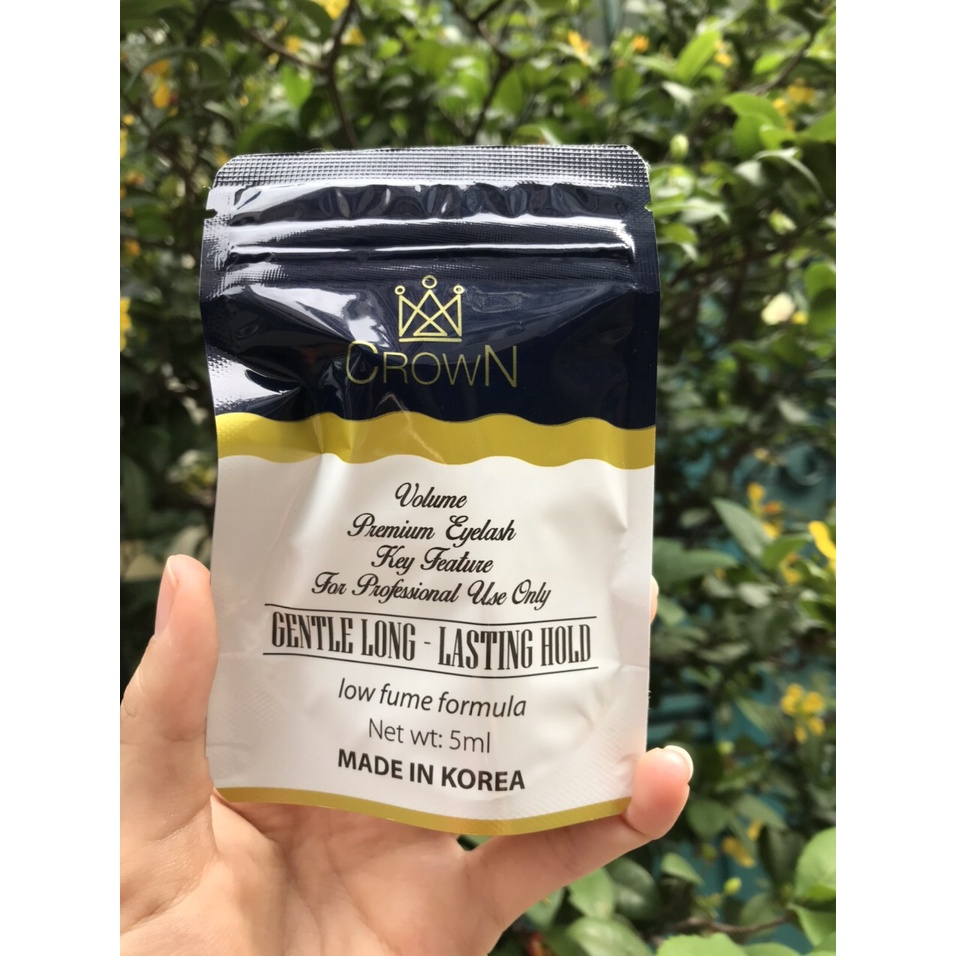 CROWN
Volume
Premium Eyelash
Key Feature
For Professional Use Only
GENTLE LONG - LASTING HOLD
low fume formula
Net wt: 5ml
MADE IN KOREA